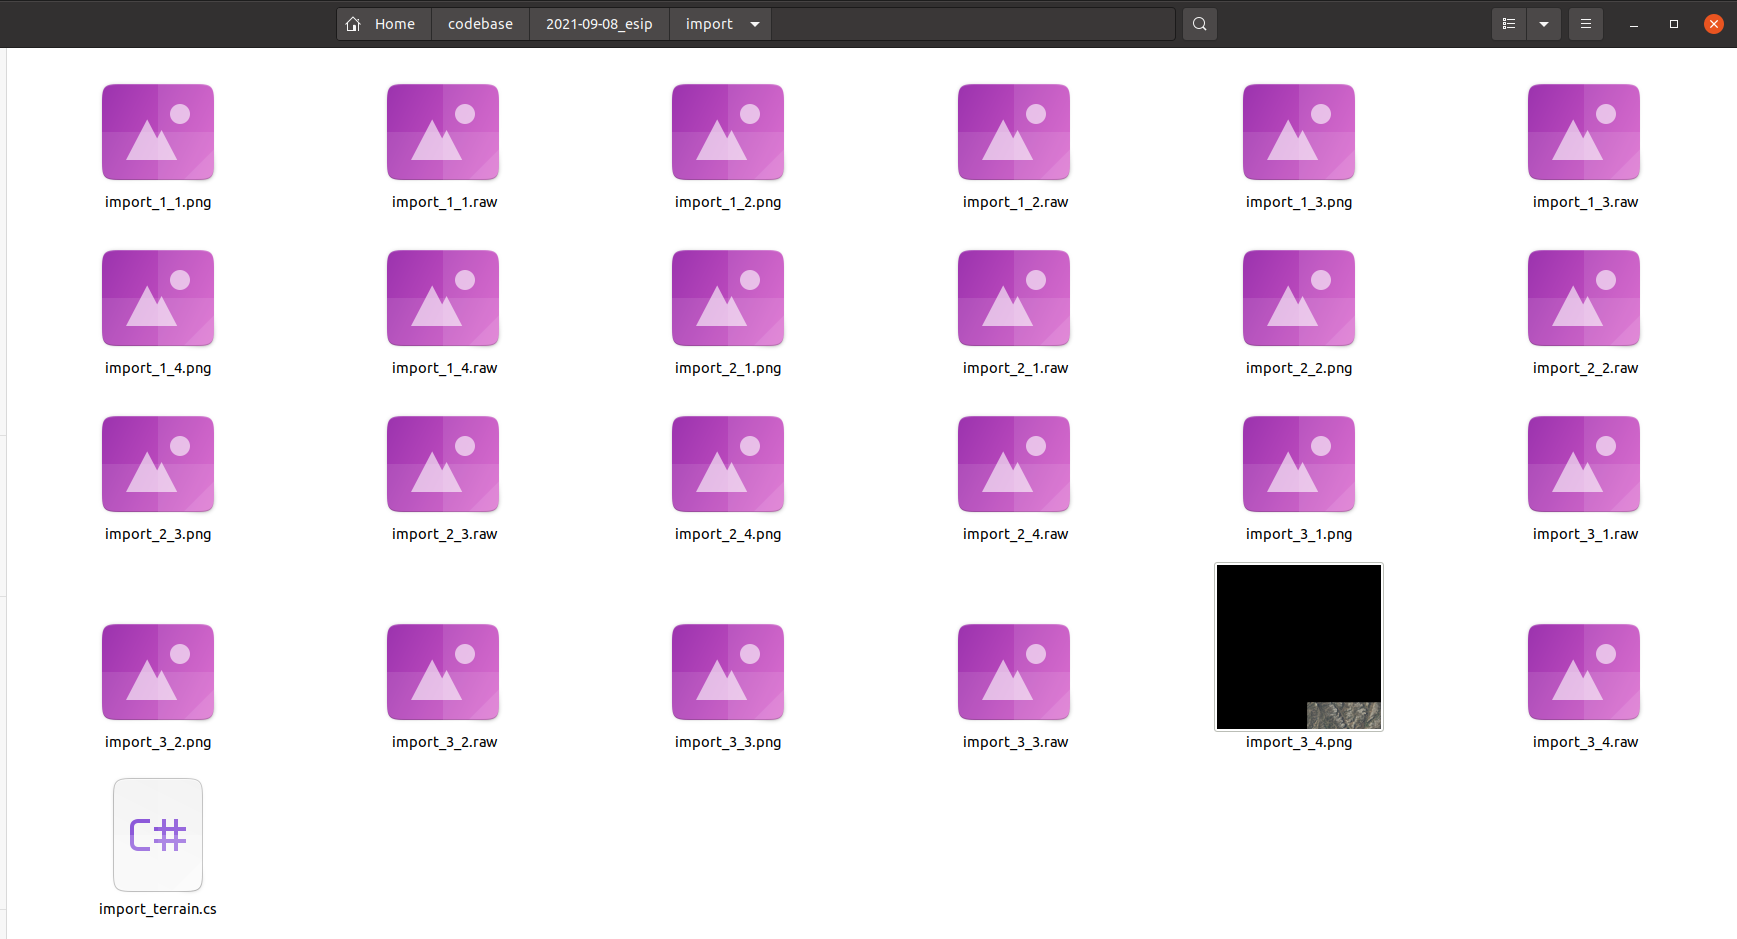 Home codebase 2021-09-08_esip import
import_1_1.png import_1_1.raw import_1_2.png import_1_2.raw import_1_3.png import_1_3.raw
import_1_4.png import_1_4.raw import_2_1.png import_2_1.raw import_2_2.png import_2_2.raw
import_2_3.png import_2_3.raw import_2_4.png import_2_4.raw import_3_1.png import_3_1.raw
import_3_2.png import_3_2.raw import_3_3.png import_3_3.raw import_3_4.png import_3_4.raw
C#
import_terrain.cs